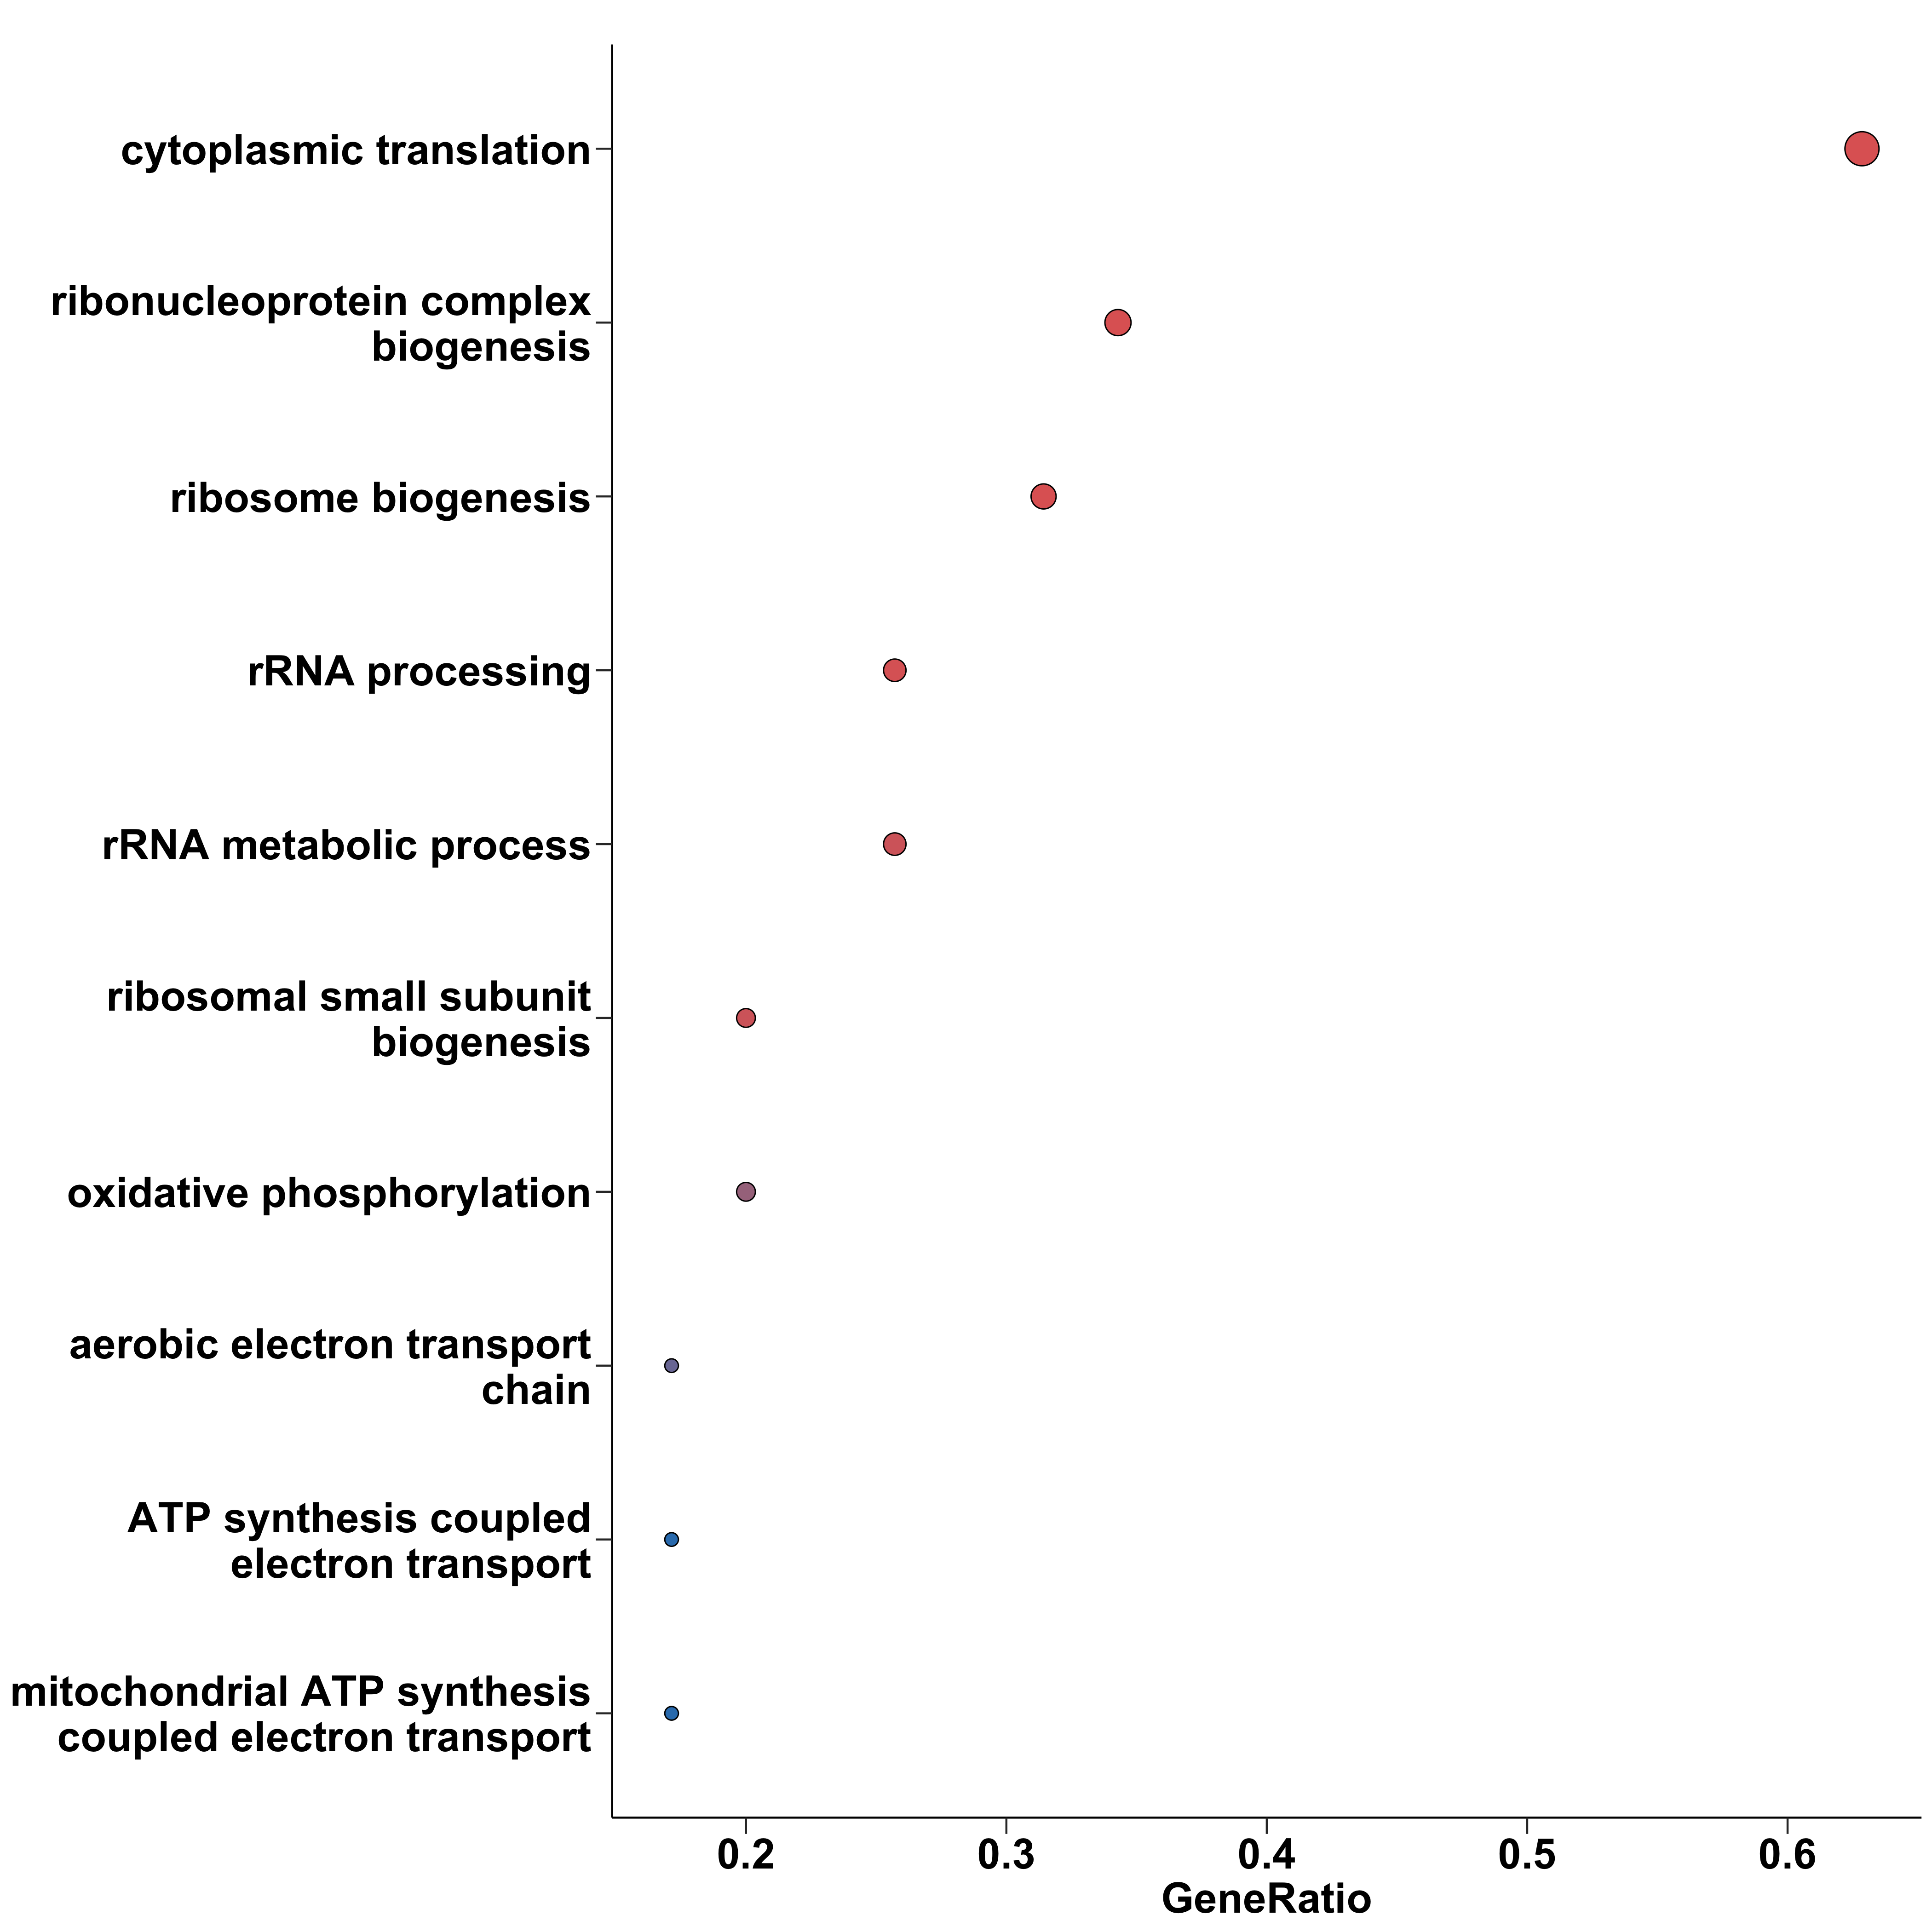 cytoplasmic translation
ribonucleoprotein complex
biogenesis
ribosome biogenesis
rRNA processing
rRNA metabolic process
ribosomal small subunit
biogenesis
oxidative phosphorylation
aerobic electron transport
chain
ATP synthesis coupled
electron transport
mitochondrial ATP synthesis
coupled electron transport
0.2 0.3 0.4 0.5 0.6
GeneRatio